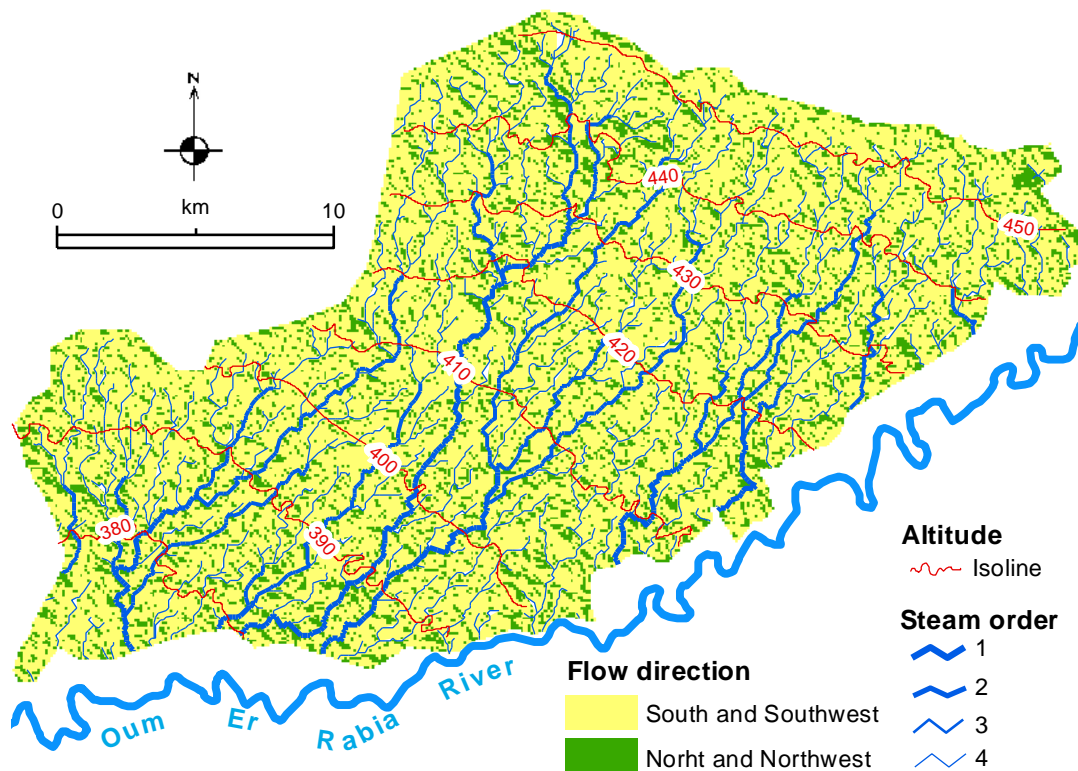 N
km
0 10
440
450
430
420
410
400
380
390
Oum Er Rabia River
Altitude
Isoline
Steam order
1
2
3
4
Flow direction
South and Southwest
Norht and Northwest